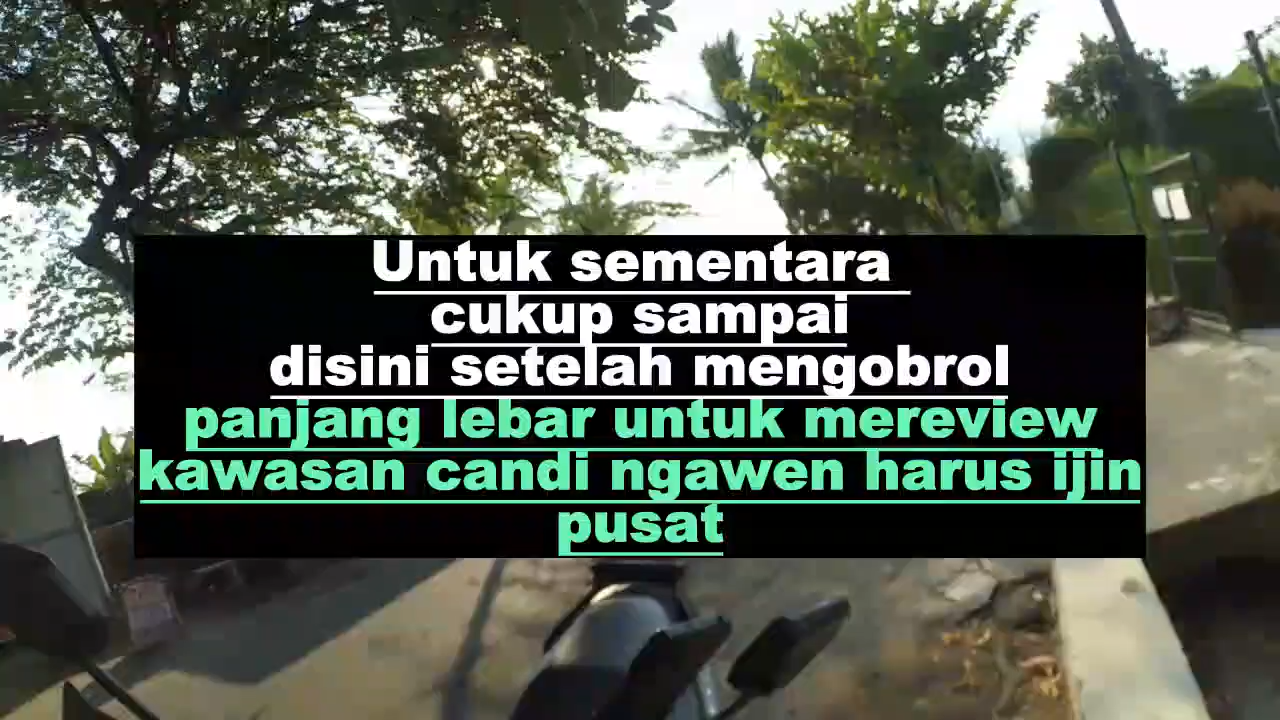 Untuk sementara
cukup sampai
disini setelah mengobrol
panjang lebar untuk mereview
kawasan candi ngawen harus ijin
pusat